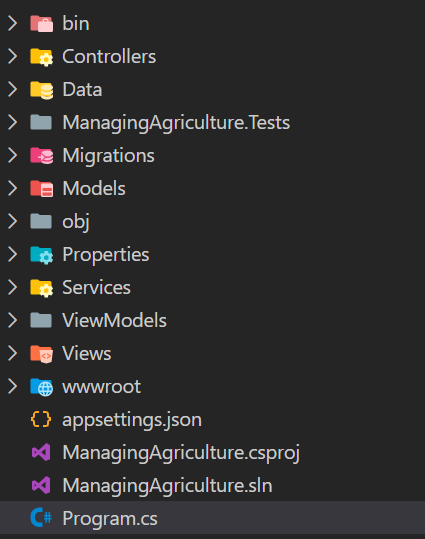 bin
Controllers
Data
ManagingAgriculture.Tests
Migrations
Models
obj
Properties
Services
ViewModels
Views
wwwroot
appsettings.json
ManagingAgriculture.csproj
ManagingAgriculture.sln
Program.cs